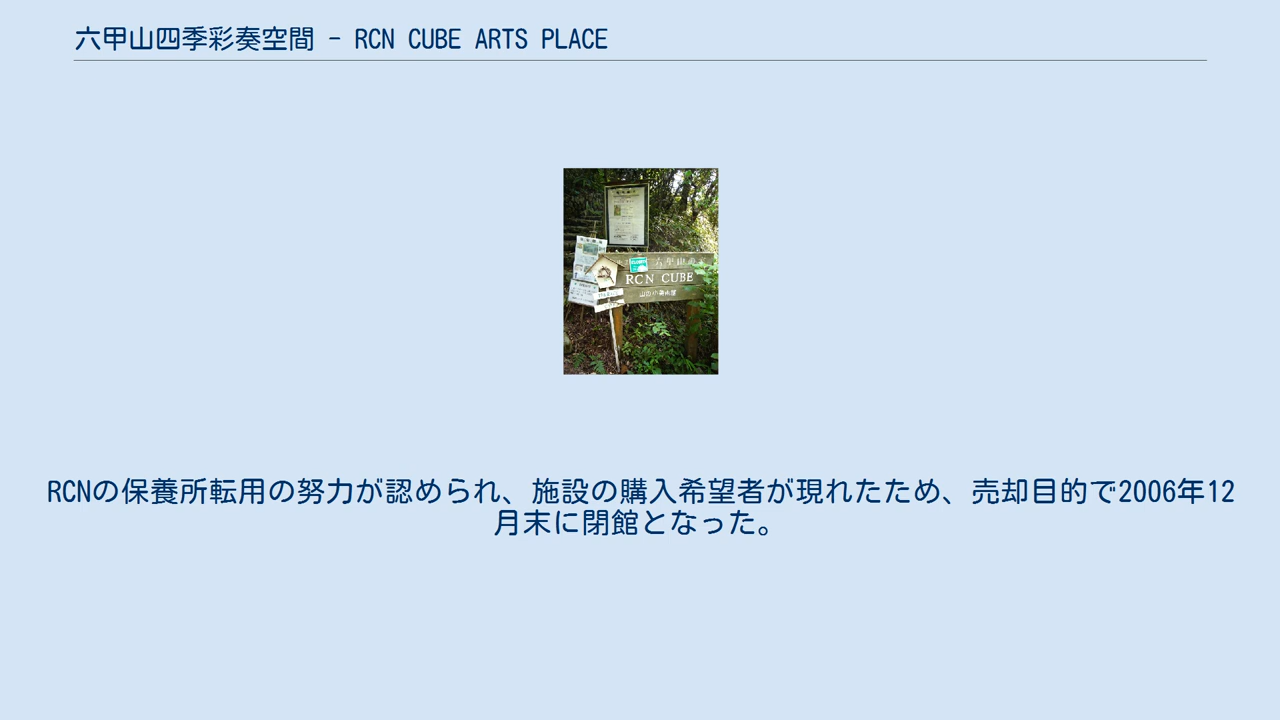 六甲山四季彩奏空間 - RCN CUBE ARTS PLACE
RCN CUBE
RCNの保養所転用の努力が認められ、施設の購入希望者が現れたため、売却目的で2006年12
月末に閉館となった。